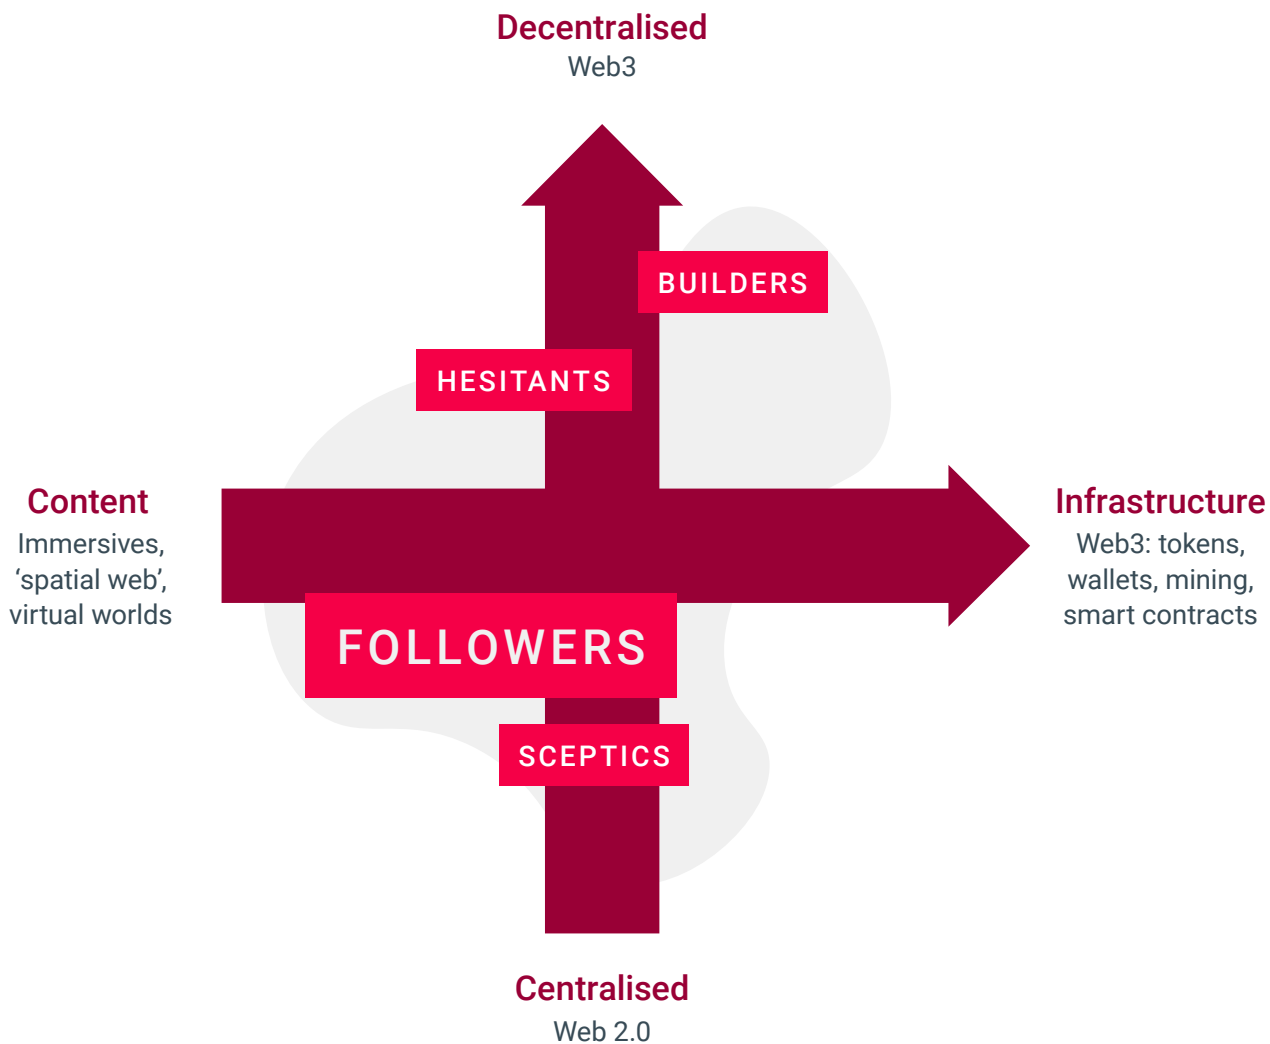 Decentralised
Web3
BUILDERS
HESITANTS
Content
Immersives,
‘spatial web’,
virtual worlds
Infrastructure
Web3: tokens,
wallets, mining,
smart contracts
FOLLOWERS
SCEPTICS
Centralised
Web 2.0